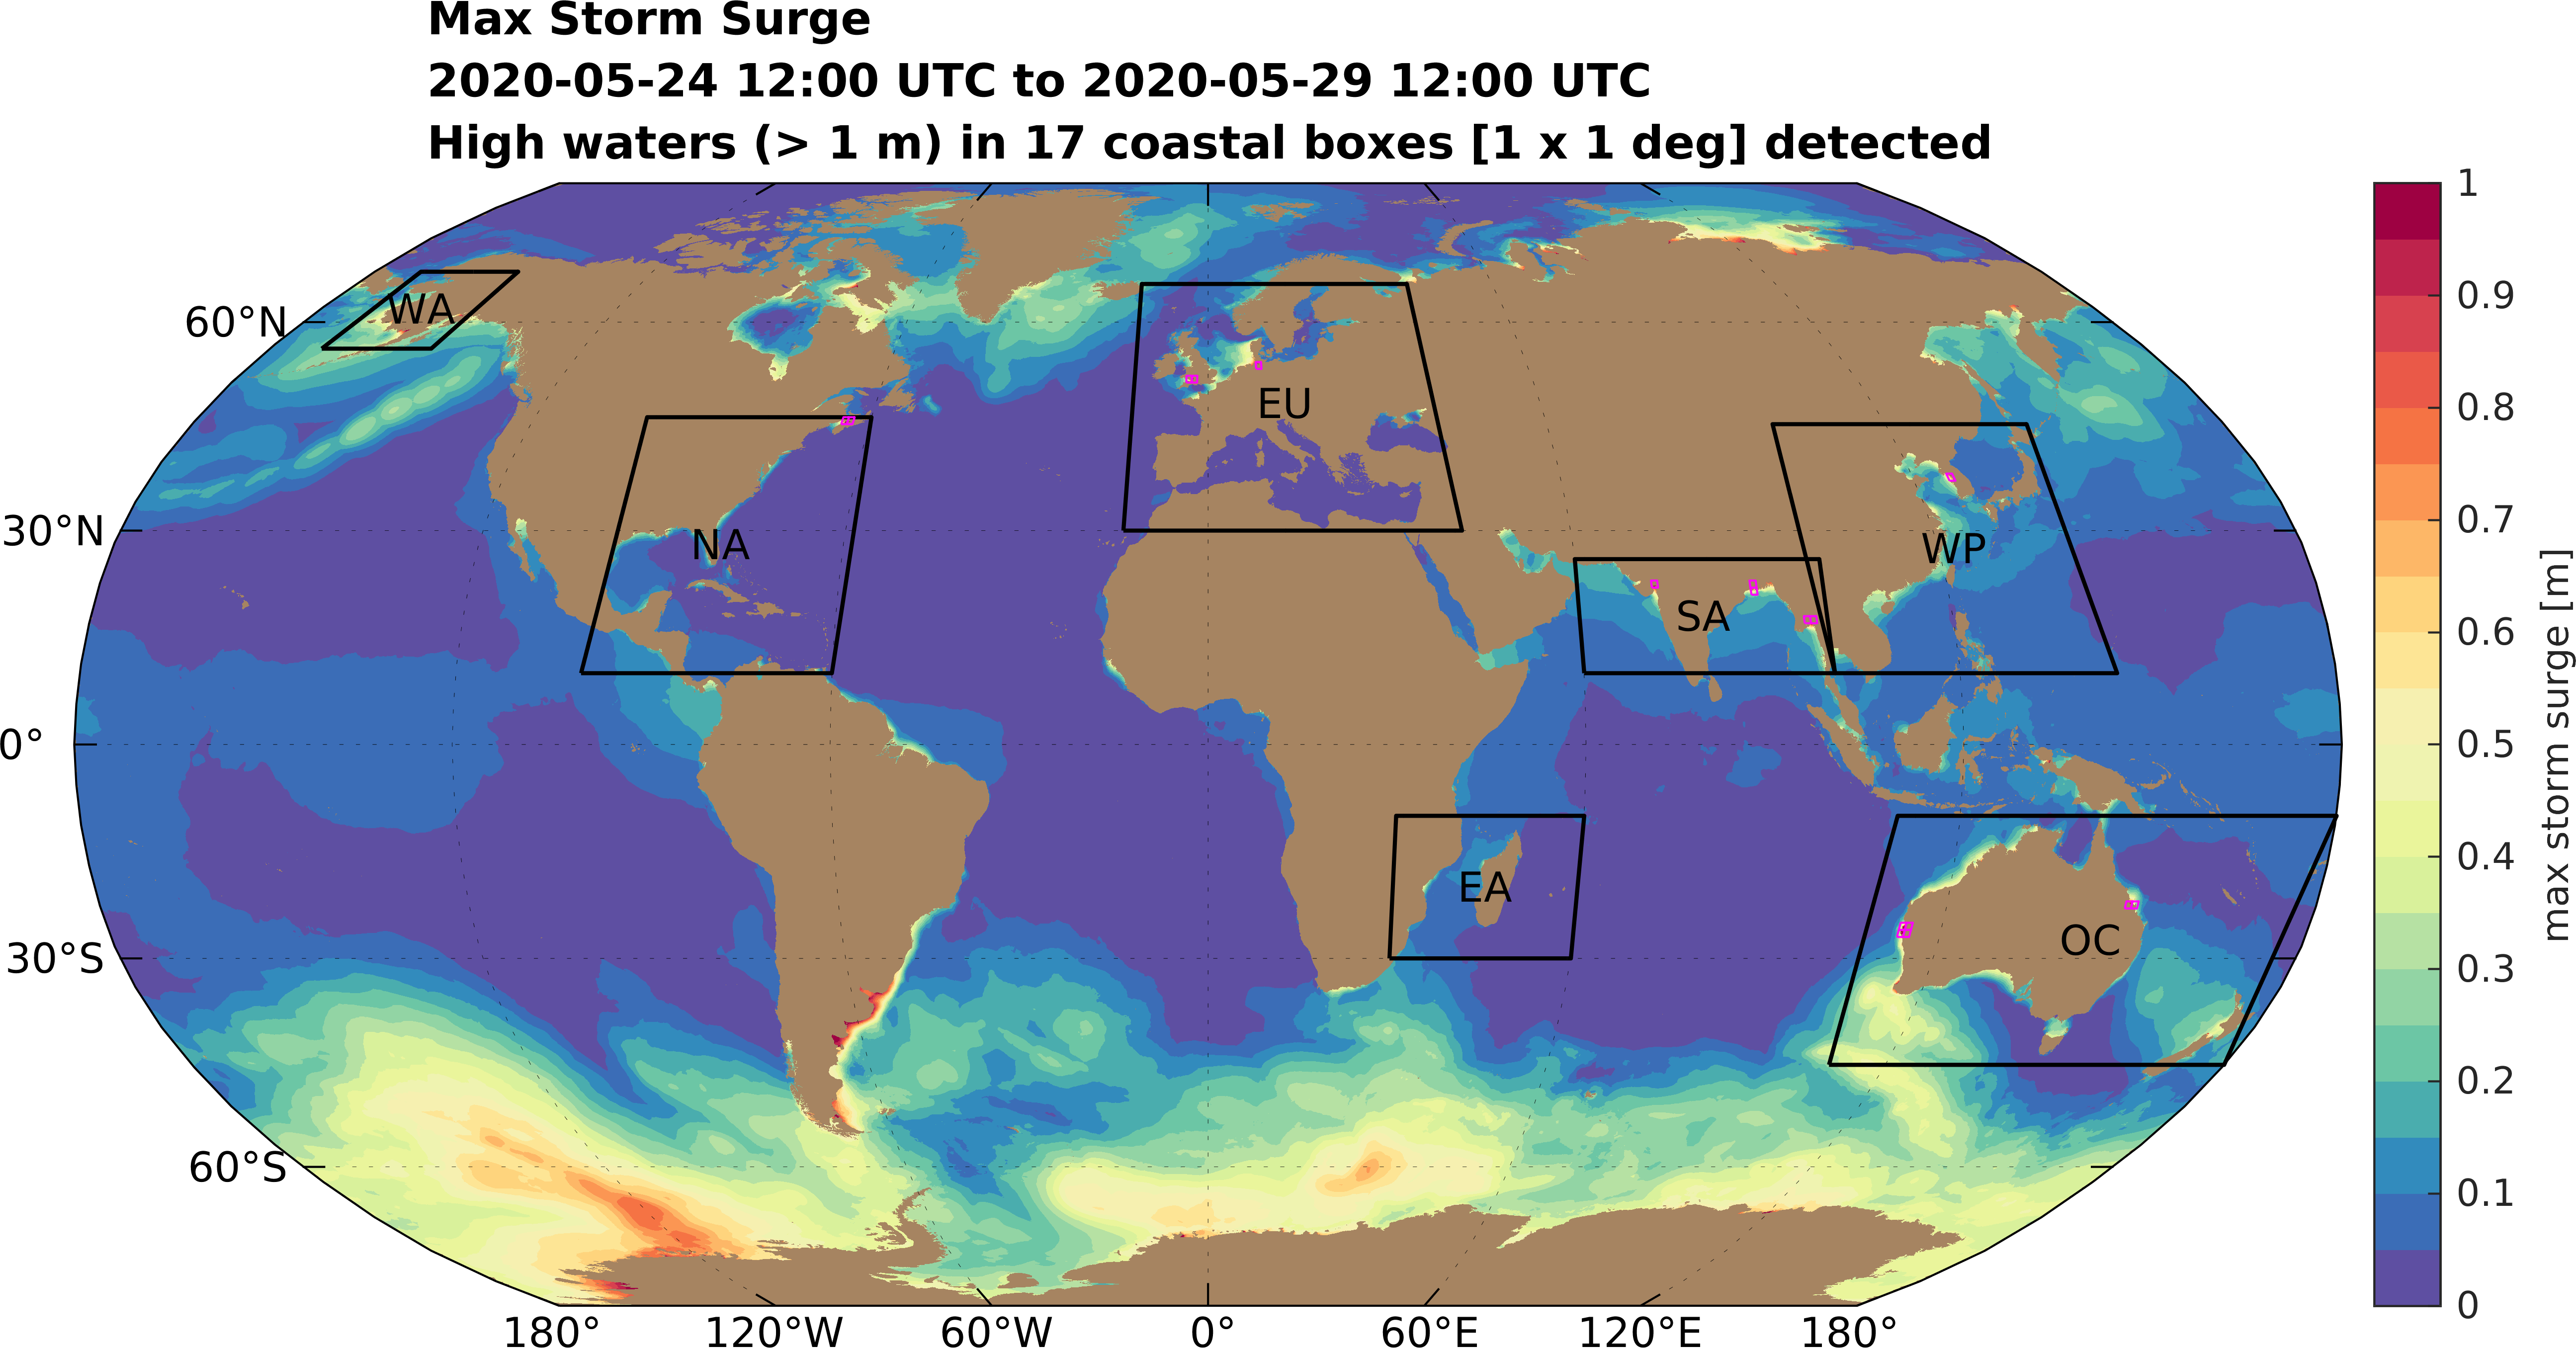 Max Storm Surge
2020-05-24 12:00 UTC to 2020-05-29 12:00 UTC
High waters (> 1 m) in 17 coastal boxes [1 x 1 deg] detected
WA
EU
NA
WP
SA
EA
OC
60°N
30°N
0°
30°S
60°S
180°
120°W
60°W
0°
60°E
120°E
180°
1
0.9
0.8
0.7
0.6
0.5
0.4
0.3
0.2
0.1
0
max storm surge [m]